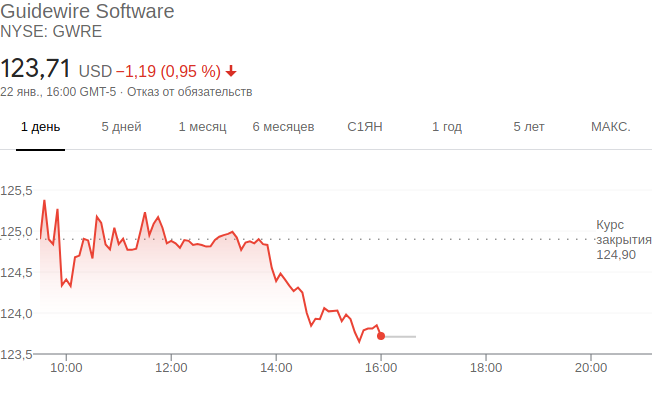 Guidewire Software
NYSE: GWRE
123,71 USD −1,19 (0,95 %)
22 янв., 16:00 GMT-5 · Отказ от обязательств
1 день 5 дней 1 месяц 6 месяцев С1ЯН 1 год 5 лет МАКС.
125,5
125,0
124,5
124,0
123,5
Курс
закрытия
124,90
10:00 12:00 14:00 16:00 18:00 20:00